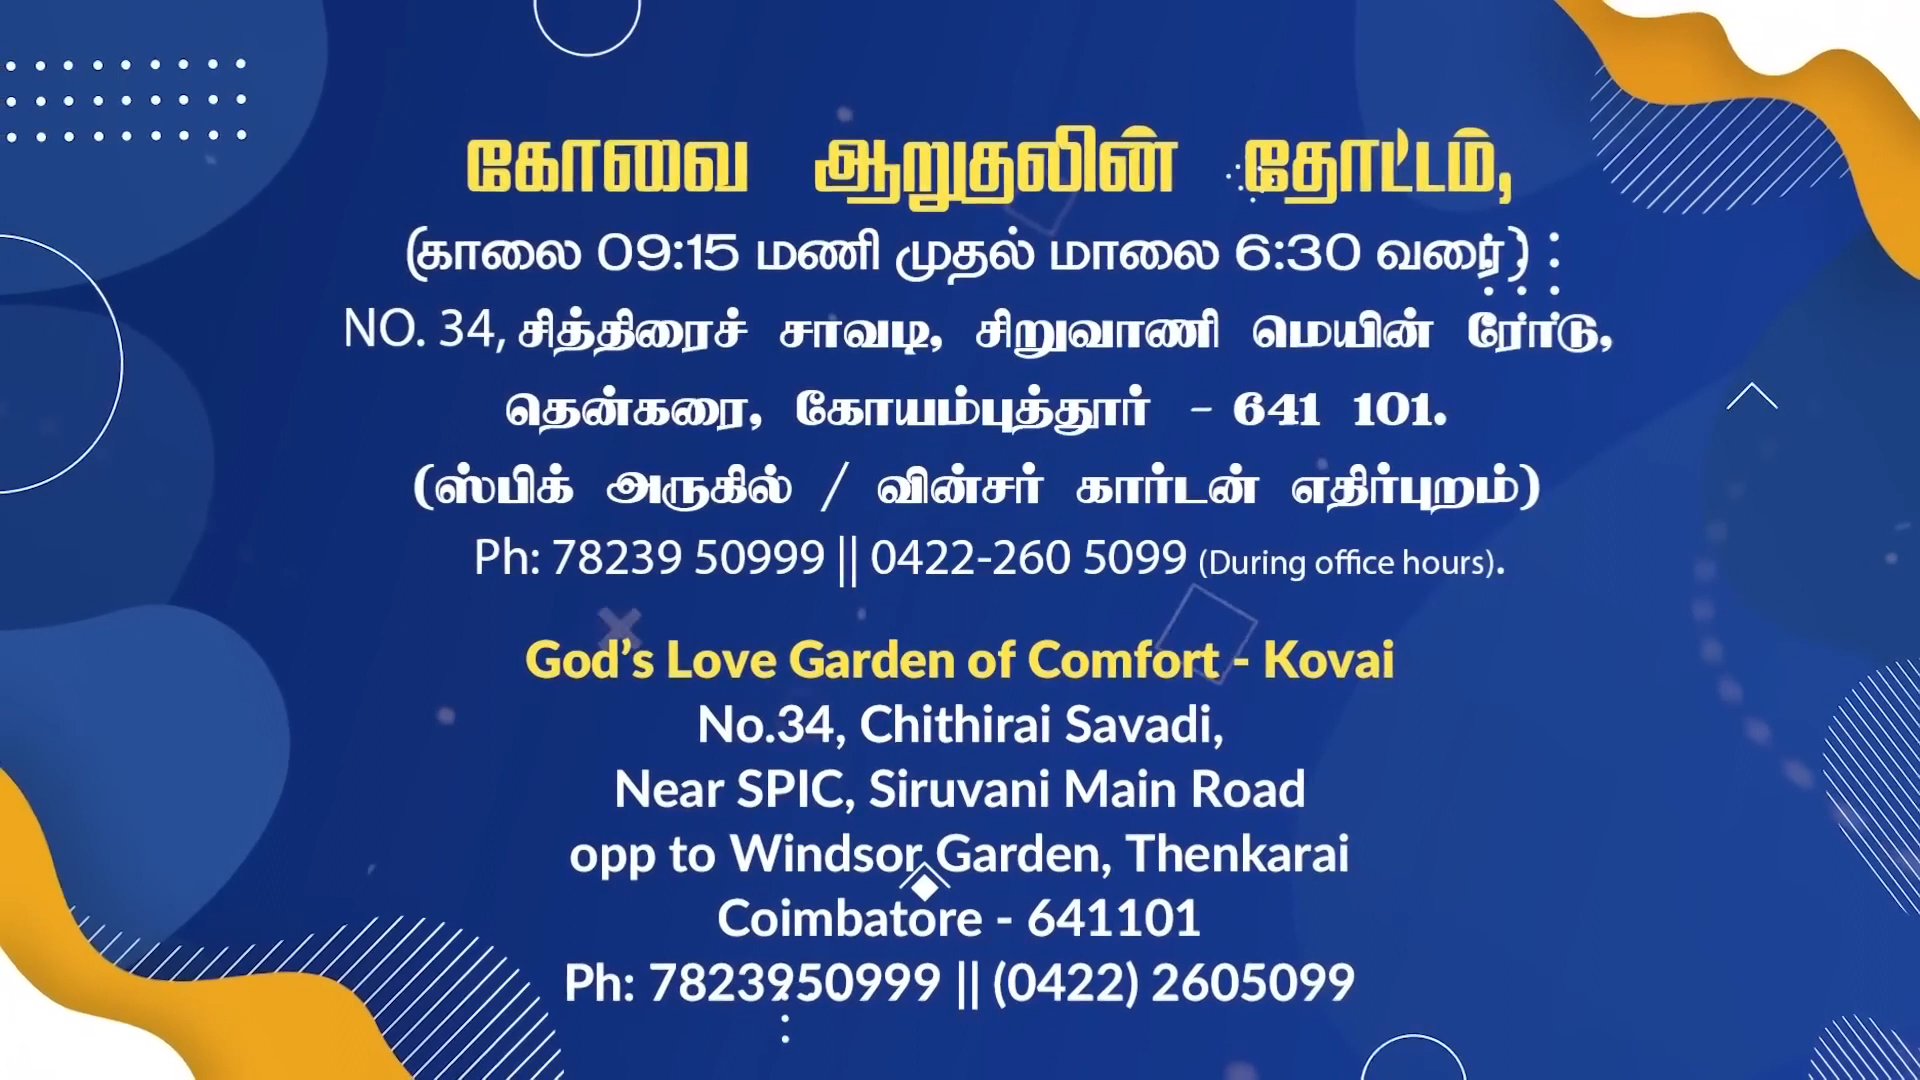 கோவை ஆறுதலின் தோட்டம்,
(காலை 09:15 மணி முதல் மாலை 6:30 வரை)
NO. 34, சித்திரைச் சாவடி, சிறுவாணி மெயின் ரோடு,
தென்கரை, கோயம்புத்தூர் - 641 101.
(ஸ்பிக் அருகில் / வின்சர் கார்டன் எதிர்புறம்)
Ph: 78239 50999 || 0422-260 5099 (During office hours).
God's Love Garden of Comfort - Kovai
No.34, Chithirai Savadi,
Near SPIC, Siruvani Main Road
opp to Windsor Garden, Thenkarai
Coimbatore - 641101
Ph: 7823950999 || (0422) 2605099